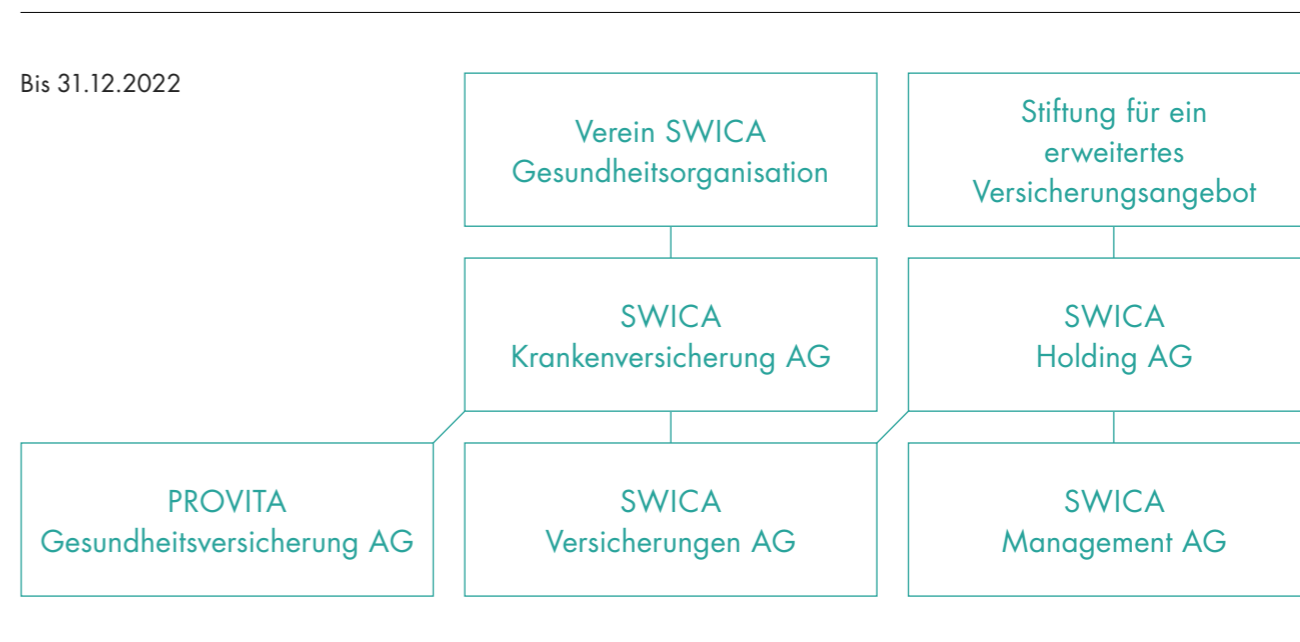 Bis 31.12.2022
Verein SWICA
Gesundheitsorganisation
Stiftung für ein
erweitertes
Versicherungsangebot
SWICA
Krankenversicherung AG
SWICA
Holding AG
PROVITA
Gesundheitsversicherung AG
SWICA
Versicherungen AG
SWICA
Management AG